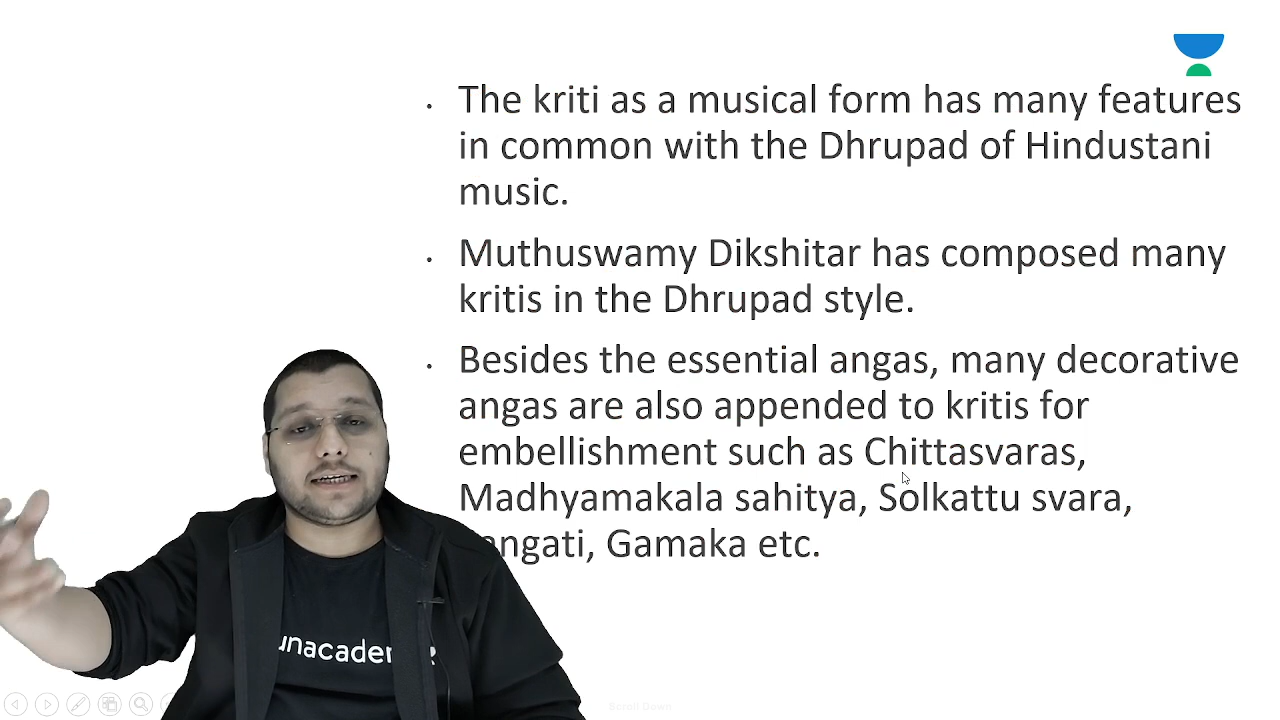 The kriti as a musical form has many features
in common with the Dhrupad of Hindustani
music.
Muthuswamy Dikshitar has composed many
kritis in the Dhrupad style.
Besides the essential angas, many decorative
angas are also appended to kritis for
embellishment such as Chittasvaras,
Madhyamakala sahitya, Solkattu svara,
Gamaka etc.
Scroll Down